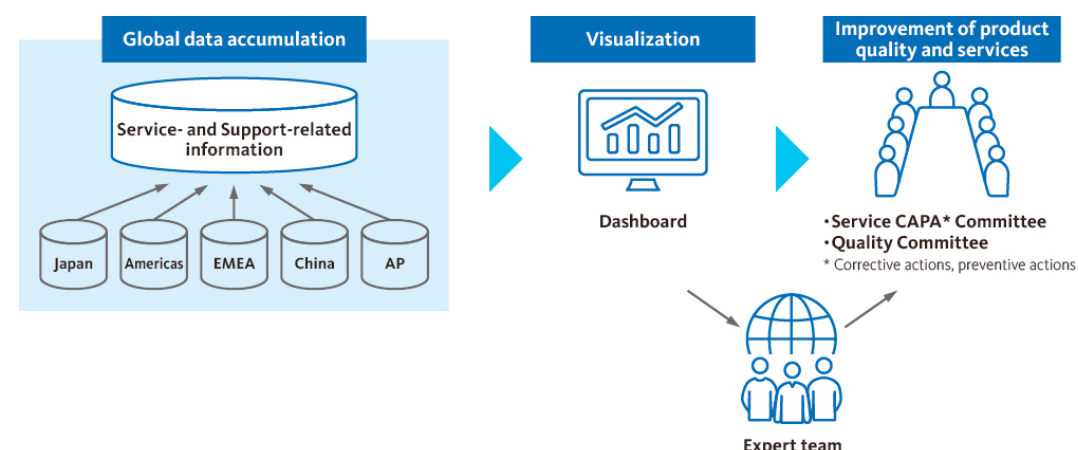 Global data accumulation
Service- and Support-related
information
Japan
Americas
EMEA
China
AP
Visualization
Dashboard
Improvement of product
quality and services
・Service CAPA* Committee
・Quality Committee
* Corrective actions, preventive actions
Expert team